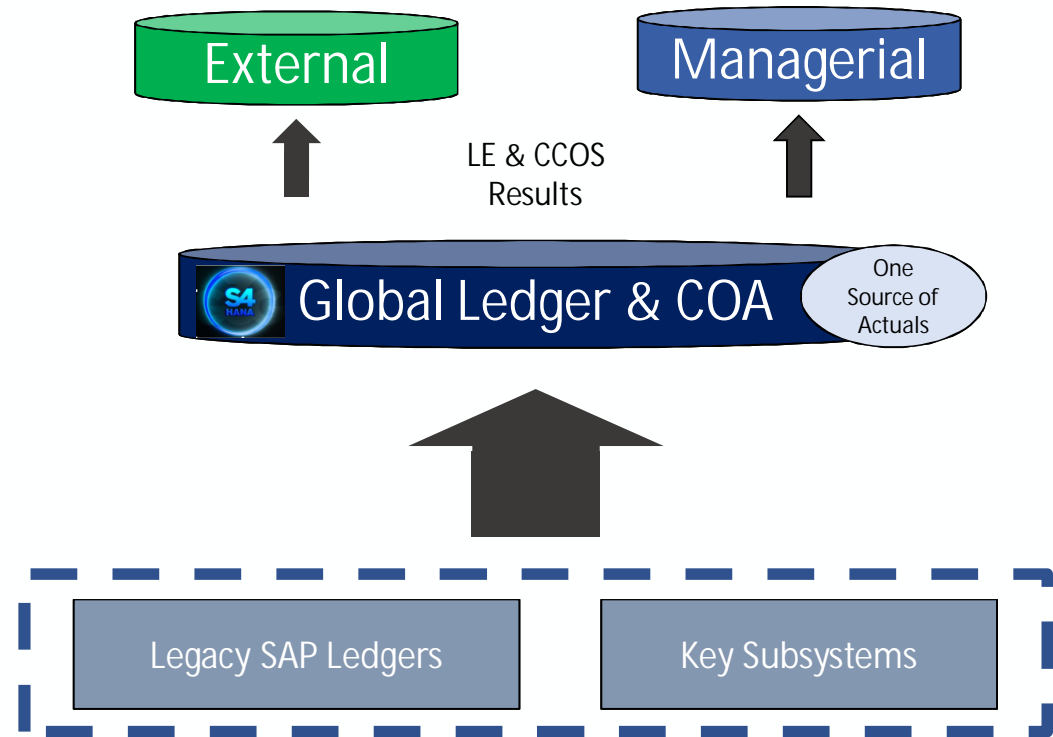 External
Managerial
LE & CCOS
Results
S4
HANA
Global Ledger & COA
One
Source of
Actuals
Legacy SAP Ledgers
Key Subsystems